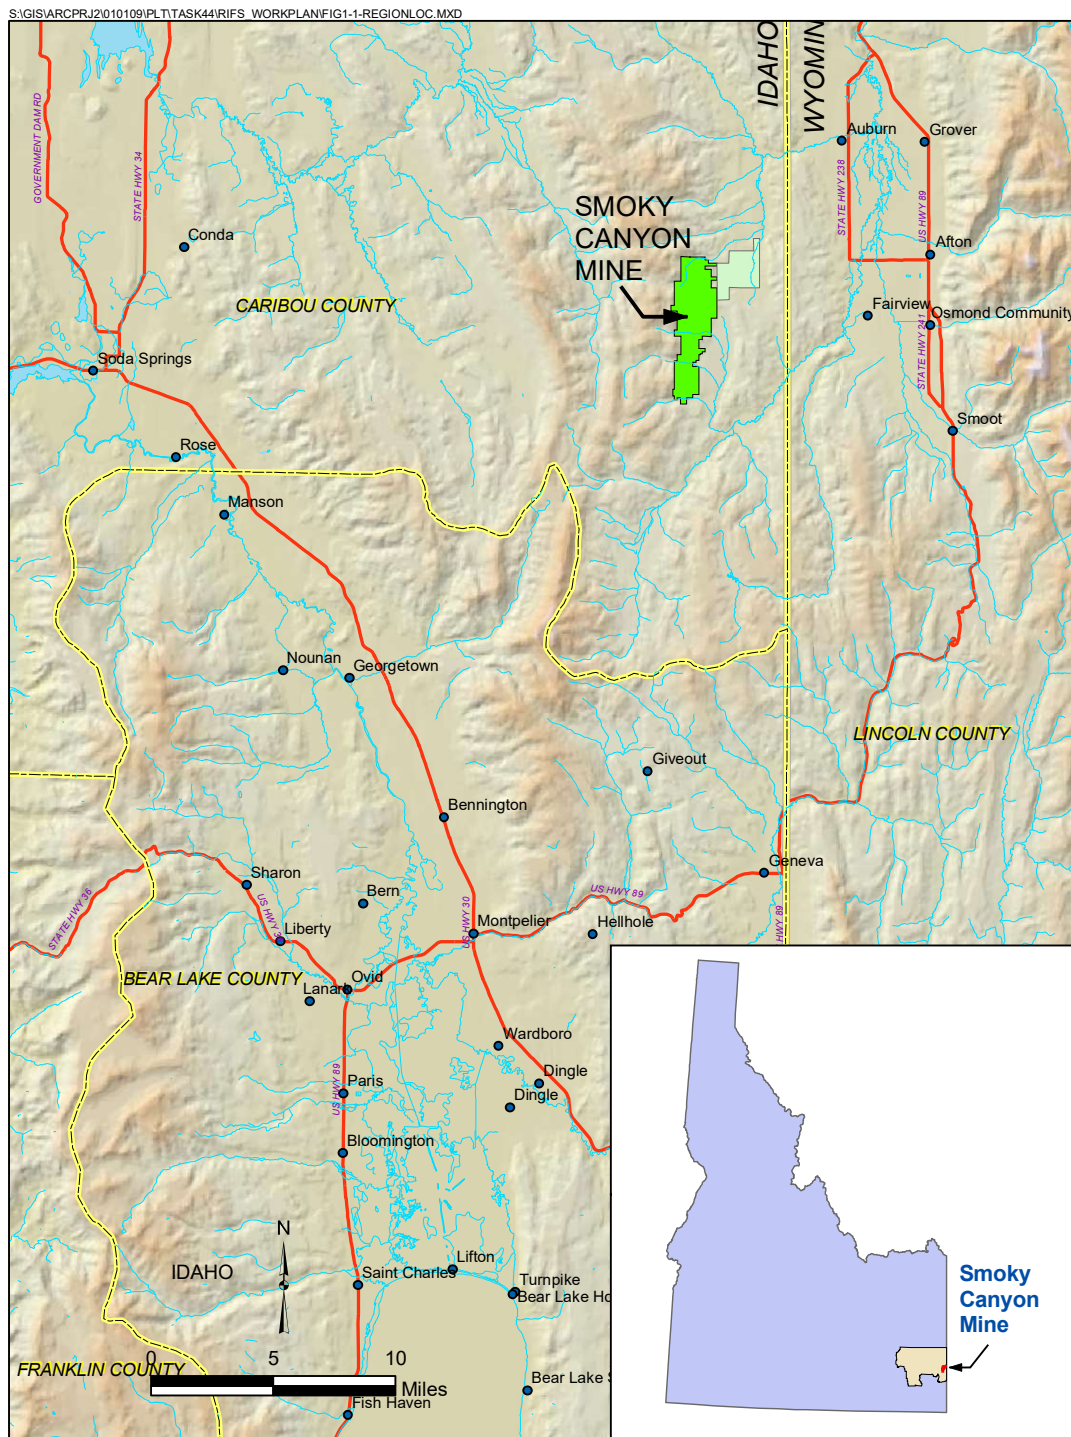 S:\GIS\ARCPRJ2\010109\PLT\TASK44\RIFS_WORKPLAN\FIG1-1-REGIONLOC.MXD
IDAHO
WYOMIN
GOVERNMENT DAM RD
STATE HWY 34
Auburn
Grover
STATE HWY 238
US HWY 89
SMOKY
CANYON
MINE
Conda
Afton
CARIBOU COUNTY
Fairview
Osmond Community
STATE HWY 241
Soda Springs
Smoot
Rose
Manson
Nounan
Georgetown
LINCOLN COUNTY
Giveout
Bennington
Geneva
Sharon
Bern
US HWY 89
STATE HWY 36
US HWY 3
Liberty
US HWY 30
Montpelier
Hellhole
HWY 89
BEAR LAKE COUNTY
Ovid
Lanark
Wardboro
Dingle
Paris
Dingle
US HWY 89
Bloomington
N
IDAHO
Lifton
Saint Charles
Turnpike
Bear Lake Ho
Smoky
Canyon
Mine
0 5 10
FRANKLIN COUNTY
Miles
Bear Lake S
Fish Haven